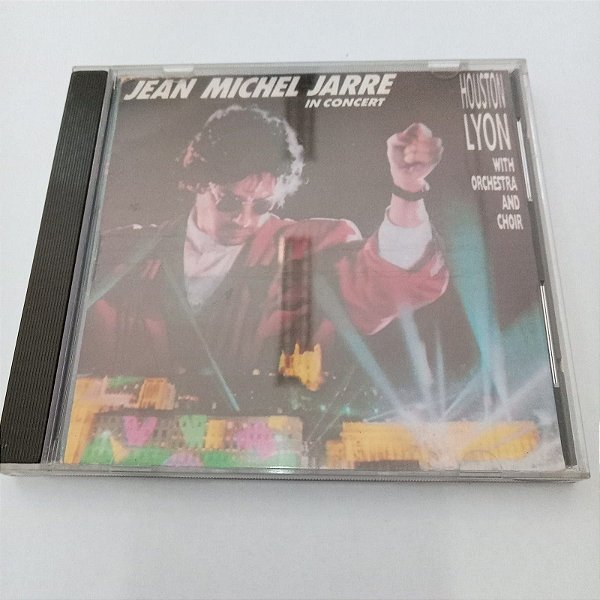 JEAN MICHEL JARRE
IN CONCERT
HOUSTON
LYON
WITH
ORCHESTRA
AND
CHOIR